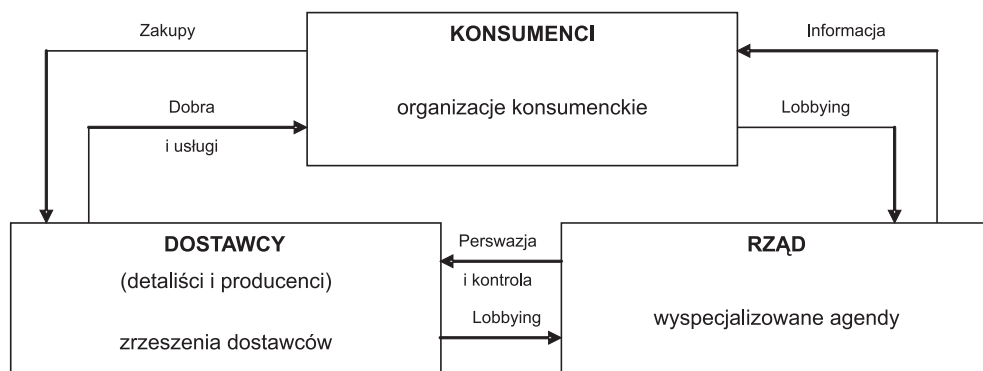 Zakupy
KONSUMENCI
Informacja
organizacje konsumenckie
Dobra
i usługi
Lobbying
DOSTAWCY
(detaliści i producenci)
zrzeszenia dostawców
Perswazja
i kontrola
Lobbying
RZĄD
wyspecjalizowane agendy